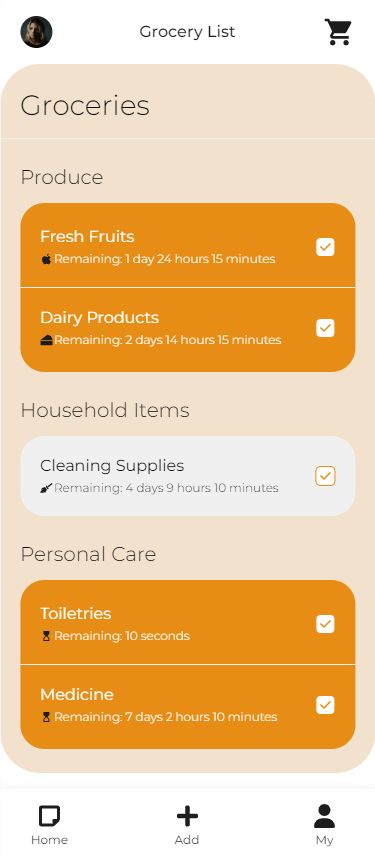 Grocery List
Groceries
Produce
Fresh Fruits
Remaining: 1 day 24 hours 15 minutes
Dairy Products
Remaining: 2 days 14 hours 15 minutes
Household Items
Cleaning Supplies
Remaining: 4 days 9 hours 10 minutes
Personal Care
Toiletries
Remaining: 10 seconds
Medicine
Remaining: 7 days 2 hours 10 minutes
Home
Add
My